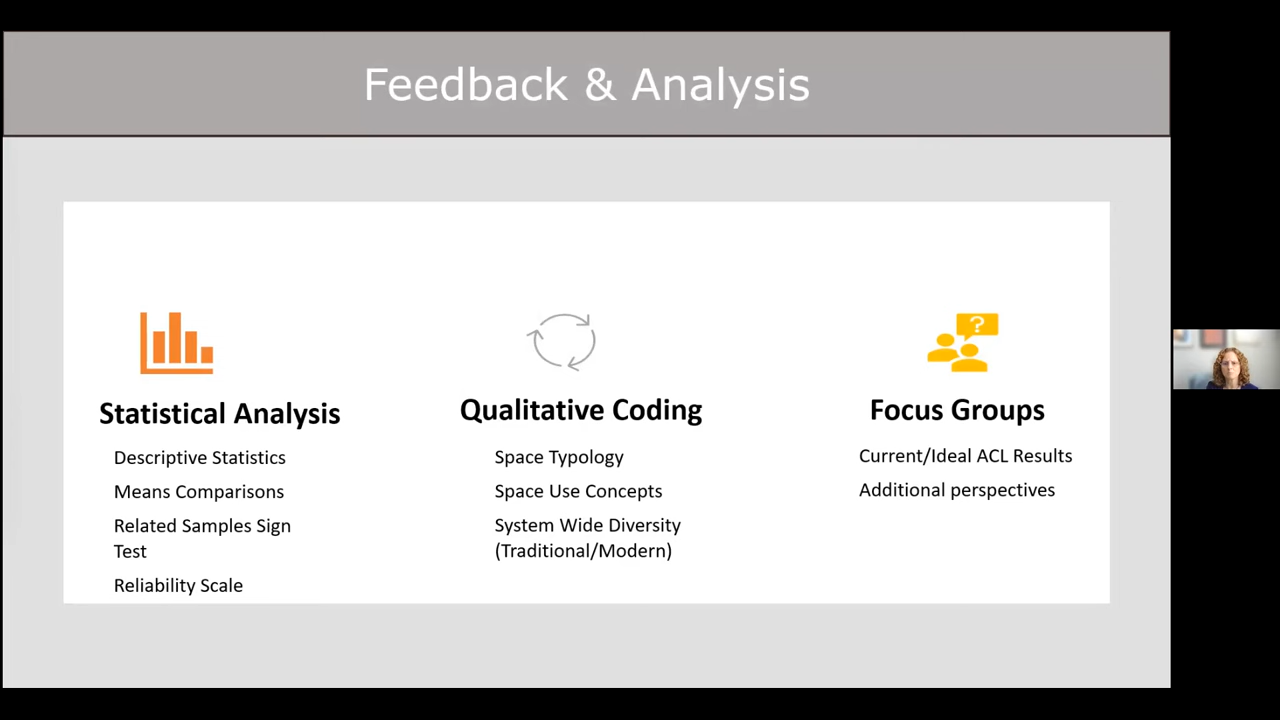 Feedback & Analysis
?
Statistical Analysis
Descriptive Statistics
Means Comparisons
Related Samples Sign
Test
Reliability Scale
Qualitative Coding
Space Typology
Space Use Concepts
System Wide Diversity
(Traditional/Modern)
Focus Groups
Current/Ideal ACL Results
Additional perspectives